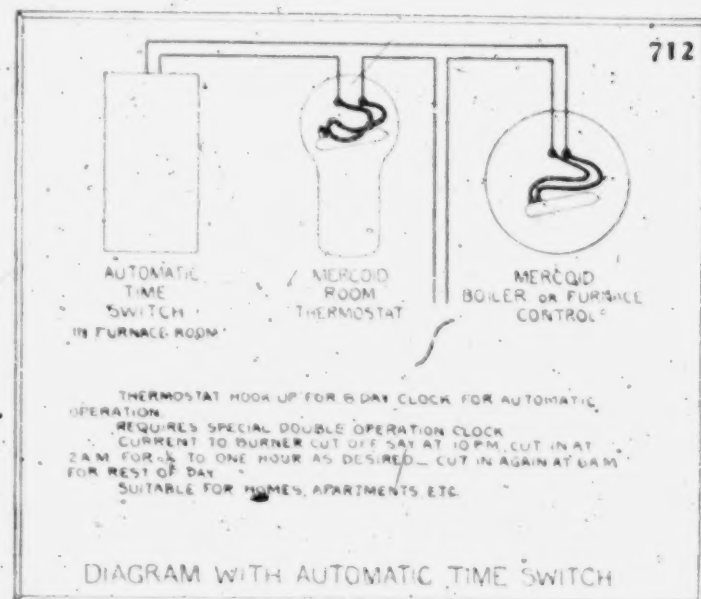 712
AUTOMATIC
TIME
SWITCH
IN FURNACE ROOM
MERCOID
ROOM
THERMOSTAT
MERCOID
BOILER OR FURNACE
CONTROL
THERMOSTAT HOOK UP FOR 8 DAY CLOCK FOR AUTOMATIC
OPERATION.
REQUIRES SPECIAL DOUBLE OPERATION CLOCK
CURRENT TO BURNER CUT OFF SAY AT 10 PM, CUT IN AT
2 AM FOR TO ONE HOUR AS DESIRED_ CUT IN AGAIN AT 6 AM
FOR REST OF DAY
SUITABLE FOR HOMES, APARTMENTS, ETC.
DIAGRAM WITH AUTOMATIC TIME SWITCH